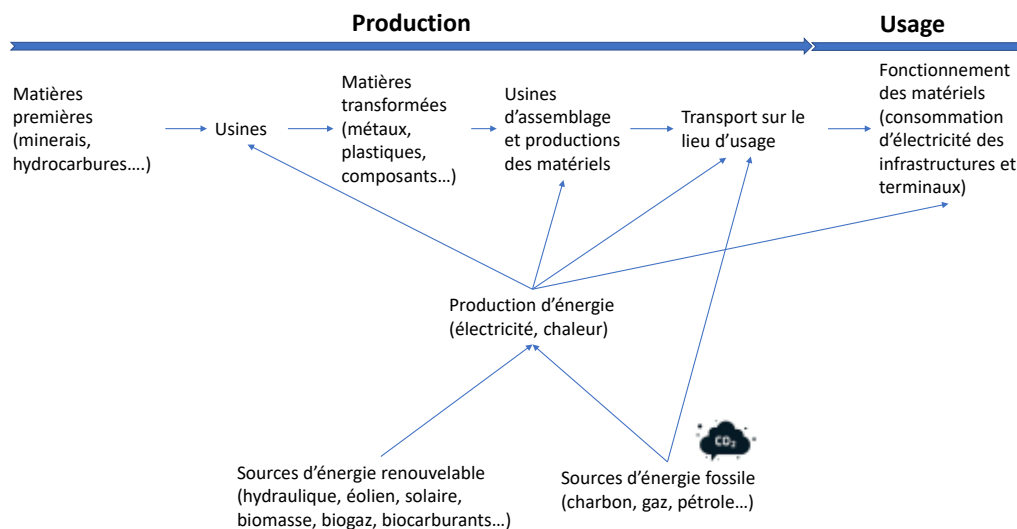 Production
Usage
Matières
premières
(minerais,
hydrocarbures….)
Usines
Matières
transformées
(métaux,
plastiques,
composants…)
Usines
d’assemblage
et productions
des matériels
Transport sur le
lieu d’usage
Fonctionnement
des matériels
(consommation
d’électricité des
infrastructures et
terminaux)
Production d’énergie
(électricité, chaleur)
CO₂
Sources d’énergie renouvelable
(hydraulique, éolien, solaire,
biomasse, biogaz, biocarburants…)
Sources d’énergie fossile
(charbon, gaz, pétrole…)